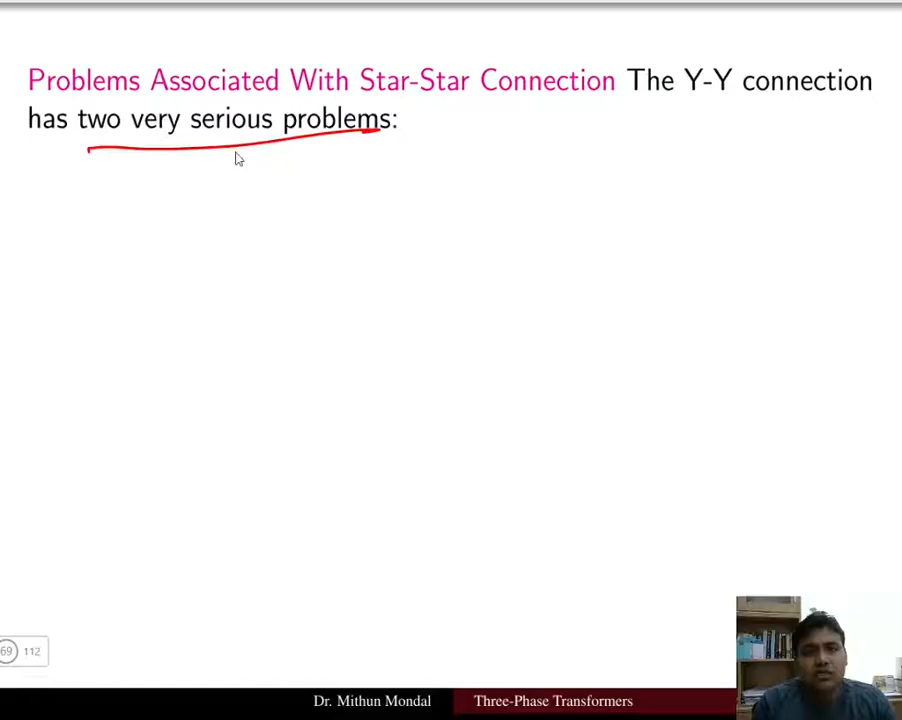 Problems Associated With Star-Star Connection The Y-Y connection
has two very serious problems:
69 112
Dr. Mithun Mondal Three-Phase Transformers